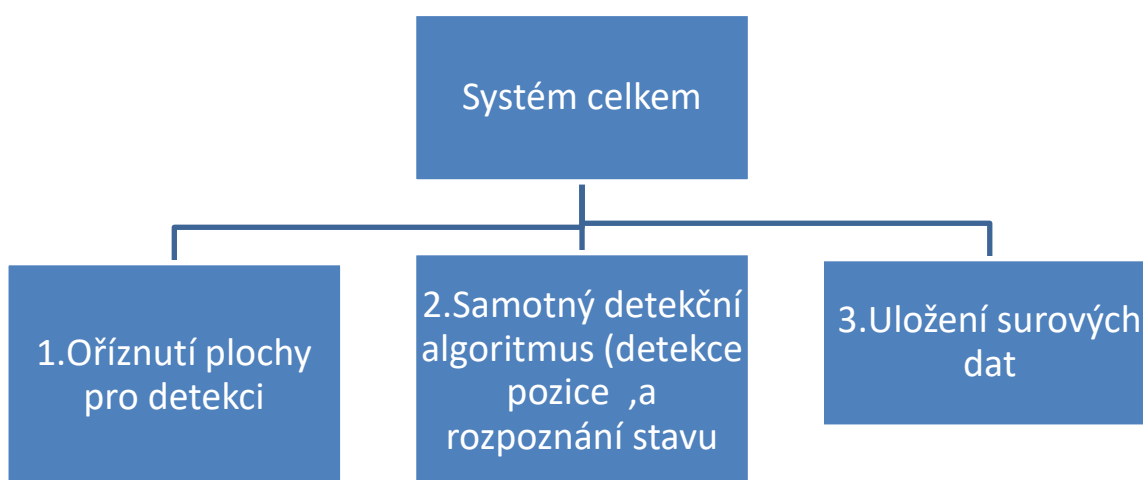 Systém celkem
1.Oříznutí plochy
pro detekci
2.Samotný detekční
algoritmus (detekce
pozice ,a
rozpoznání stavu
3.Uložení surových
dat